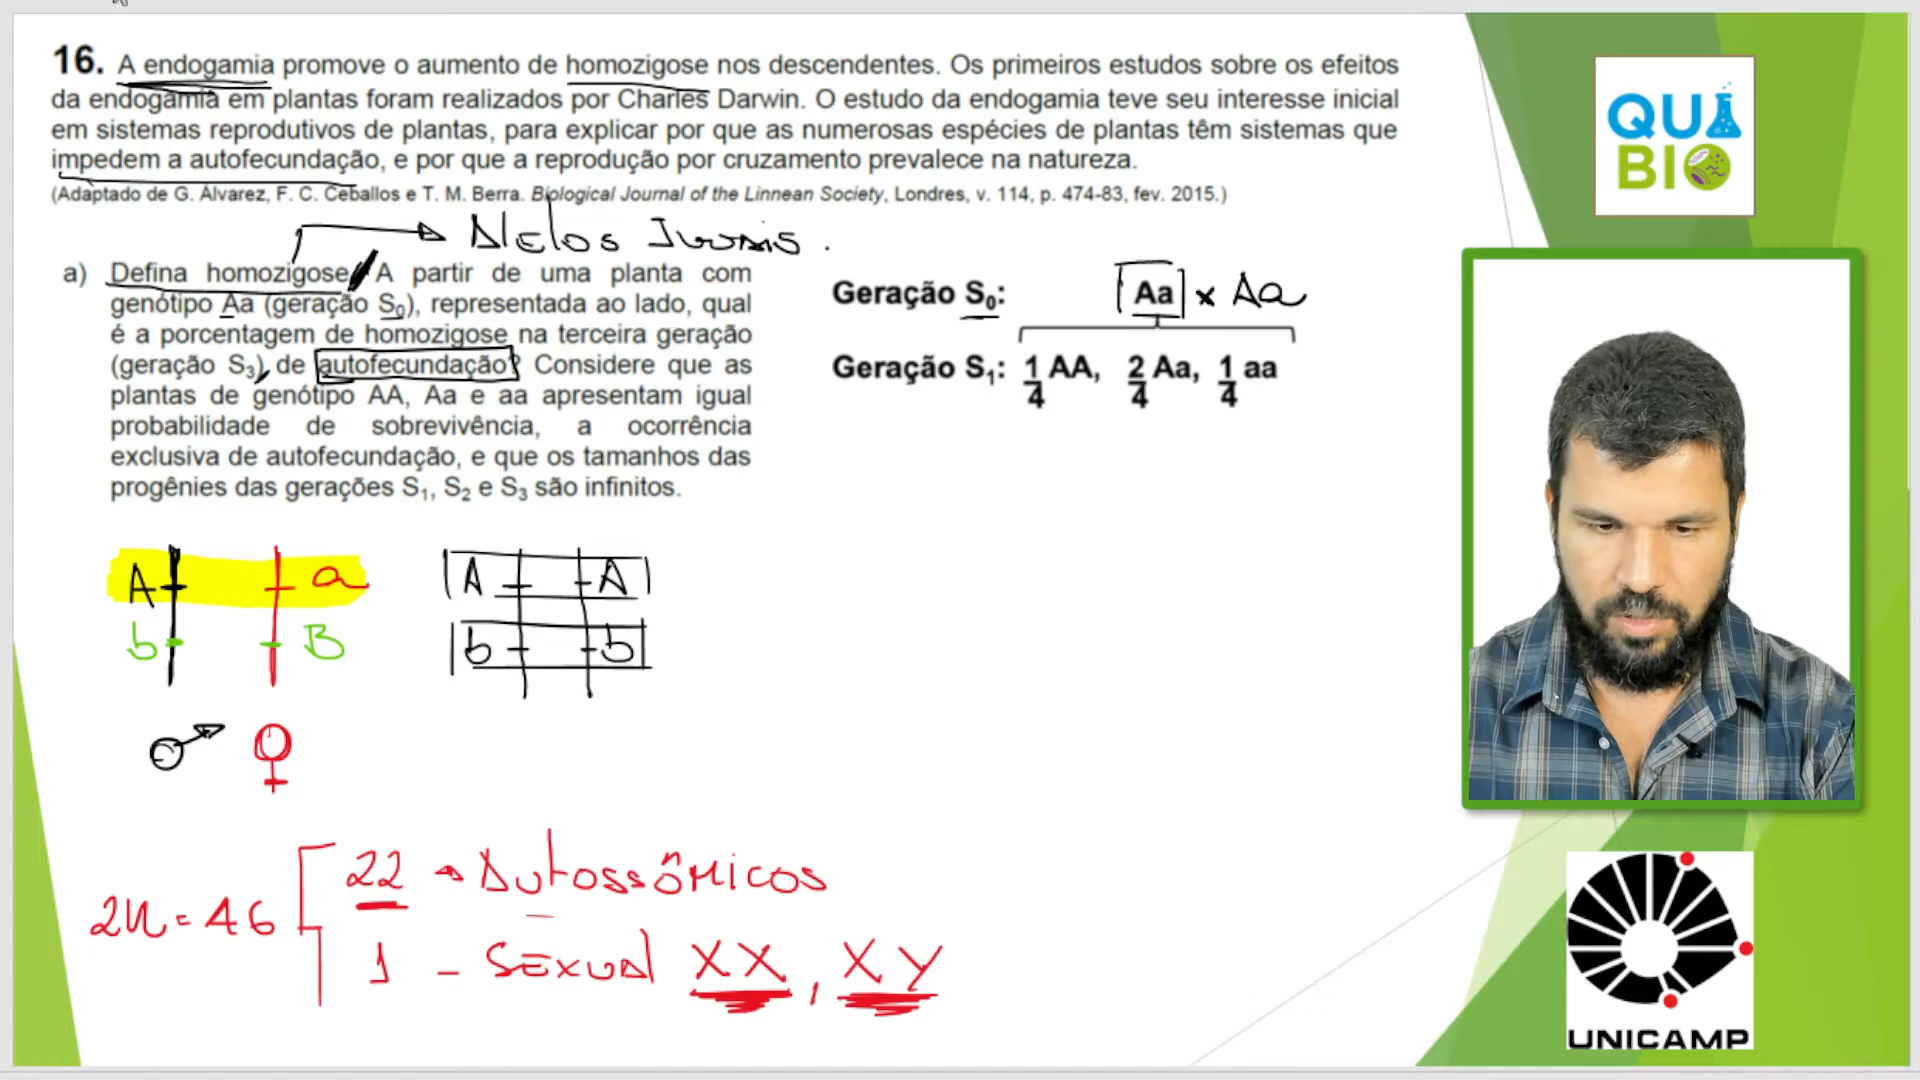 16. A endogamia promove o aumento de homozigose nos descendentes. Os primeiros estudos sobre os efeitos
da endogamia em plantas foram realizados por Charles Darwin. O estudo da endogamia teve seu interesse inicial
em sistemas reprodutivos de plantas, para explicar por que as numerosas espécies de plantas têm sistemas que
impedem a autofecundação, e por que a reprodução por cruzamento prevalece na natureza.
(Adaptado de G. Álvarez, F. C. Ceballos e T. M. Berra. Biological Journal of the Linnean Society, Londres, v. 114, p. 474-83, fev. 2015.)
Alelos Iguais.
a) Defina homozigose. A partir de uma planta com
genótipo Aa (geração S0), representada ao lado, qual
é a porcentagem de homozigose na terceira geração
(geração S3) de autofecundação? Considere que as
plantas de genótipo AA, Aa e aa apresentam igual
probabilidade de sobrevivência, a ocorrência
exclusiva de autofecundação, e que os tamanhos das
progênies das gerações S1, S2 e S3 são infinitos.
Geração S0: Aa x Aa
Geração S1: 1/4 AA, 2/4 Aa, 1/4 aa
A a A A
b B b b
♂ ♀
2n = 46 22 → Autossômicos
1 - Sexual XX, XY
QUI
BIO
UNICAMP